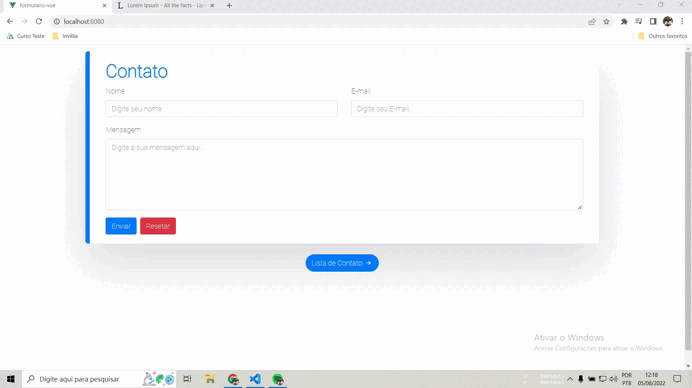 formulario-vue
Lorem Ipsum - All the facts - Lip
localhost:8080
Curso Teste
Invillia
Outros favoritos
Contato
Nome
E-mail
Digite seu nome
Digite seu E-mail
Mensagem
Digite a sua mensagem aqui..
Enviar
Resetar
Lista de Contato
Ativar o Windows
Acesse Configurações para ativar o Windows.
Digite aqui para pesquisar
POR
PTB
12:18
05/08/2022